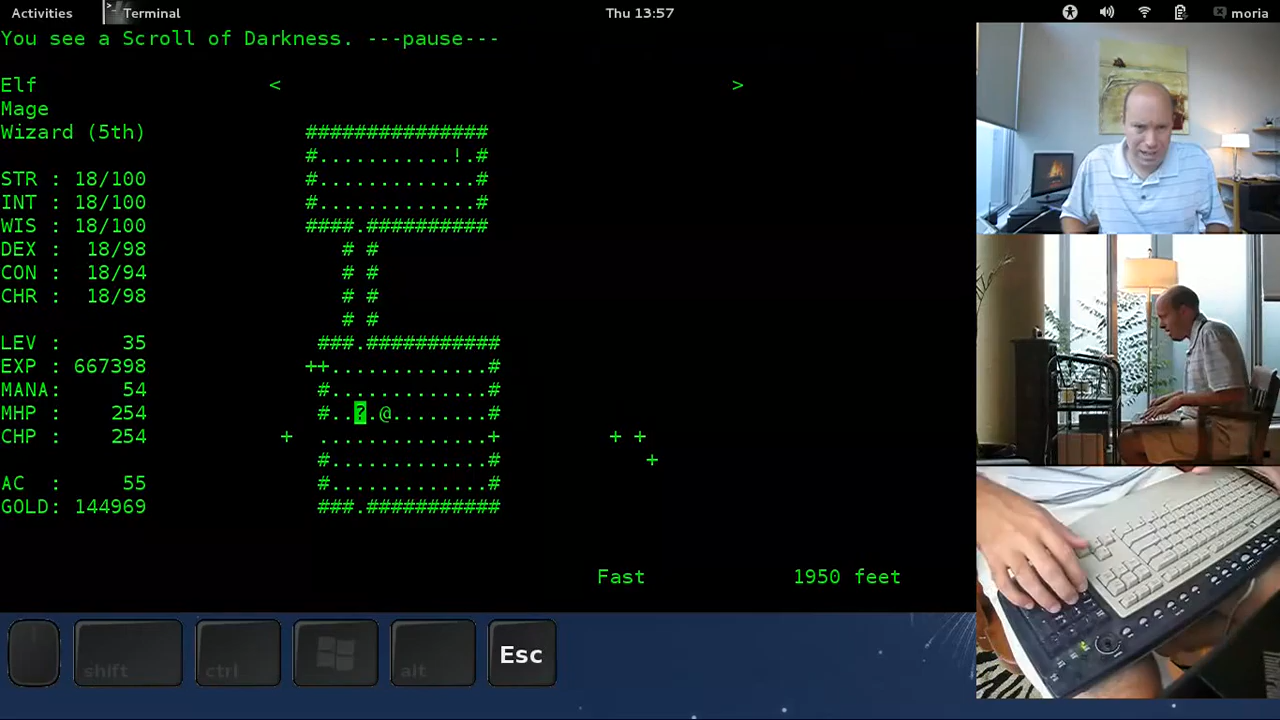 Activities Terminal Thu 13:57 moria
You see a Scroll of Darkness. ---pause---
Elf < >
Mage
Wizard (5th) ###############
#...........!.#
STR : 18/100 #.............#
INT : 18/100 #.............#
WIS : 18/100 ####.##########
DEX : 18/98 # #
CON : 18/94 # #
CHR : 18/98 # #
# #
LEV : 35 ###.###########
EXP : 667398 ++.............#
MANA: 54 #.............#
MHP : 254 #..?.@........#
CHP : 254 + ..............+ + +
#.............# +
AC : 55 #.............#
GOLD: 144969 ###.###########
Fast 1950 feet
shift ctrl alt Esc